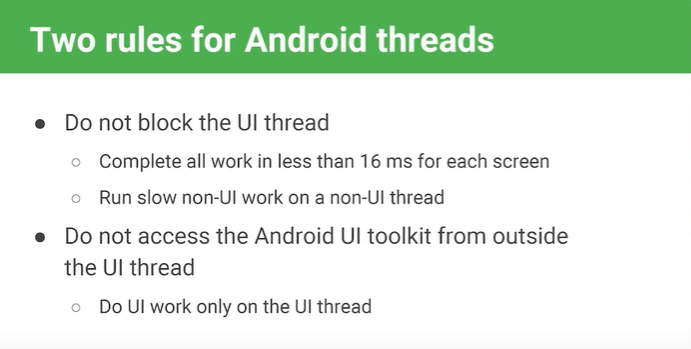 Two rules for Android threads
● Do not block the UI thread
○ Complete all work in less than 16 ms for each screen
○ Run slow non-UI work on a non-UI thread
● Do not access the Android UI toolkit from outside
the UI thread
○ Do UI work only on the UI thread